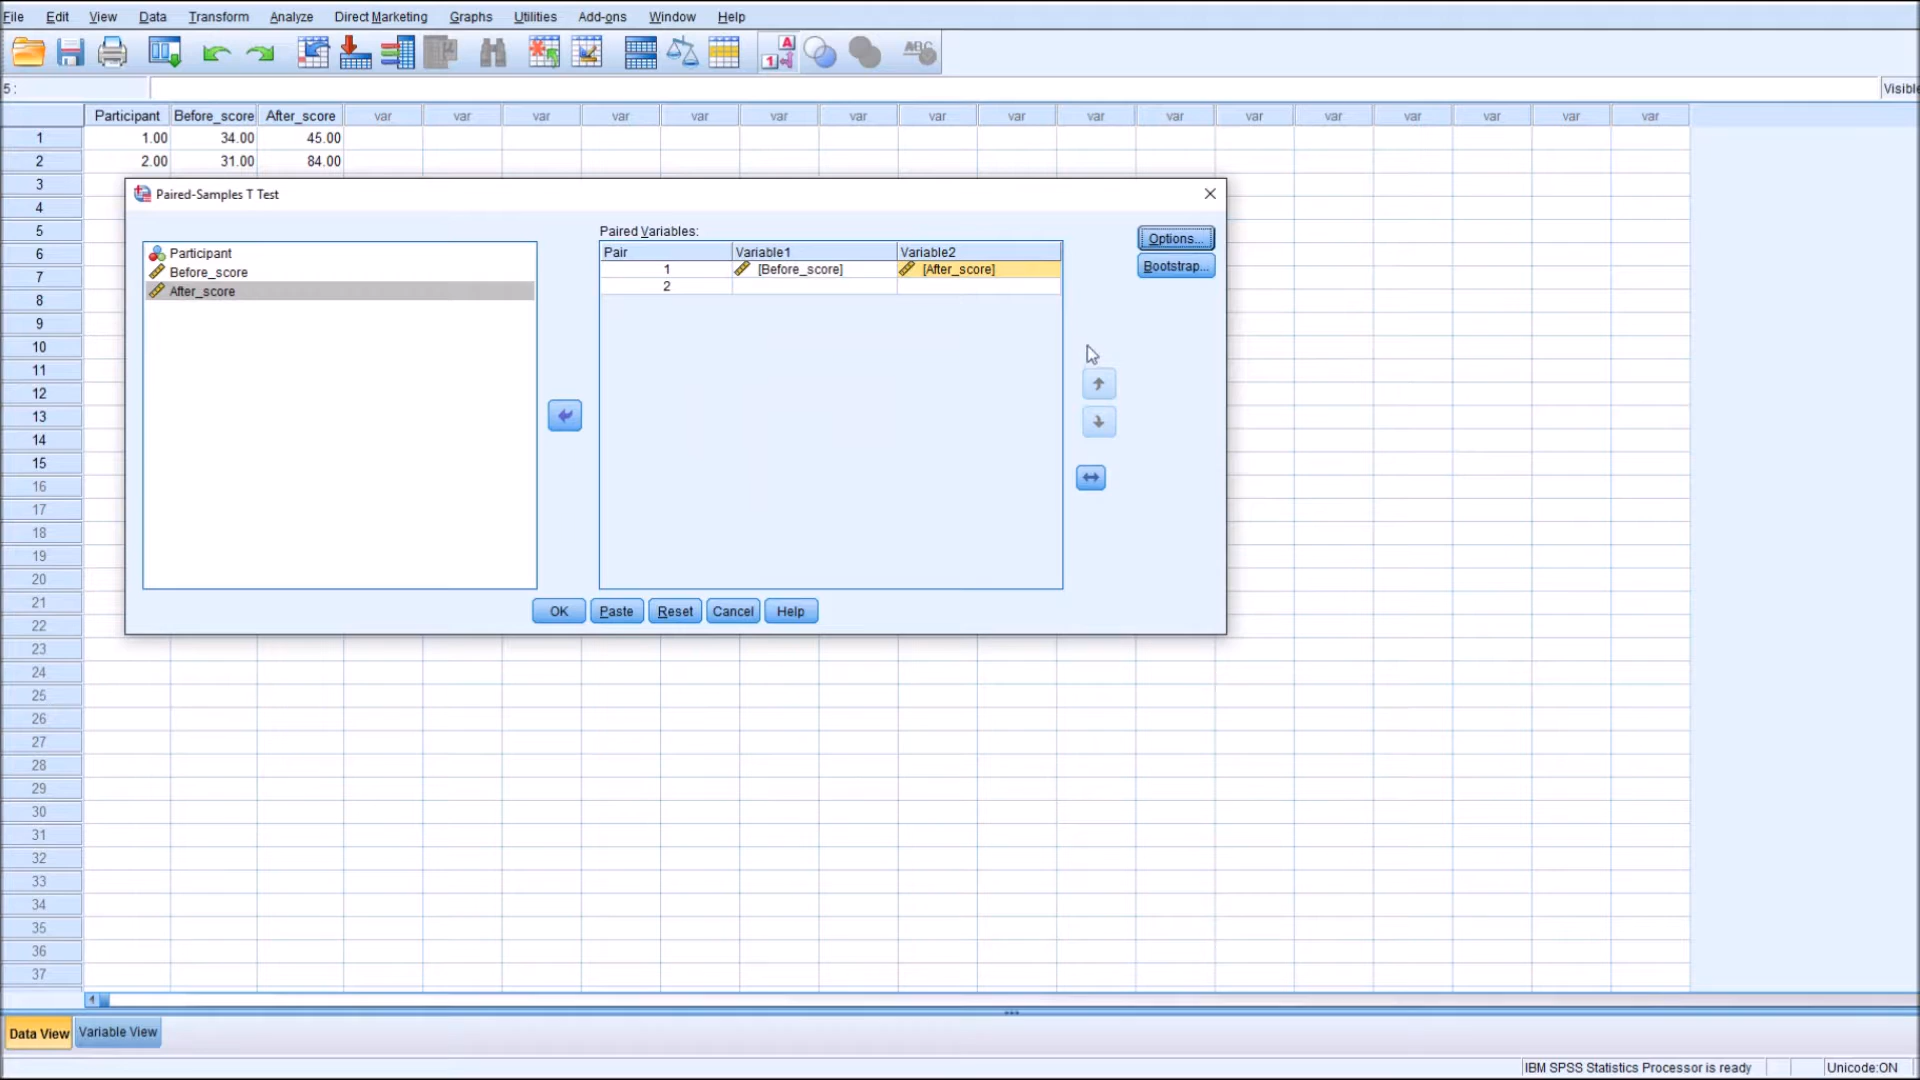 File Edit View Data Transform Analyze Direct Marketing Graphs Utilities Add-ons Window Help
A
1
ABC
5 :
Visible
Participant Before_score After_score var var var var var var var var var var var var var var var var var
1 1.00 34.00 45.00
2 2.00 31.00 84.00
3
Paired-Samples T Test
4
5
6
7
8
9
10
11
12
13
14
15
16
17
18
19
20
21
22
23
24
25
26
27
28
29
30
31
32
33
34
35
36
37
Participant
Before_score
After_score
Paired Variables:
Pair Variable1 Variable2
1 [Before_score] [After_score]
2
Options...
Bootstrap...
OK Paste Reset Cancel Help
Data View Variable View
IBM SPSS Statistics Processor is ready Unicode:ON